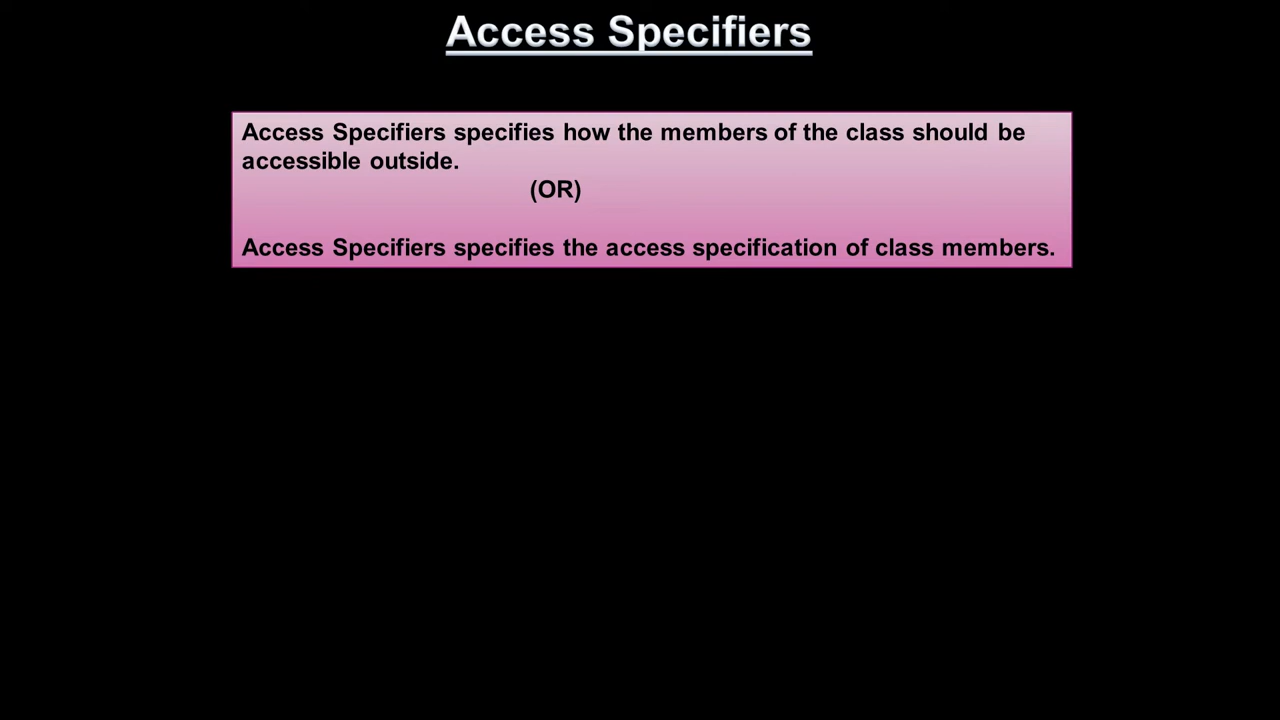 Access Specifiers
Access Specifiers specifies how the members of the class should be
accessible outside.
(OR)
Access Specifiers specifies the access specification of class members.